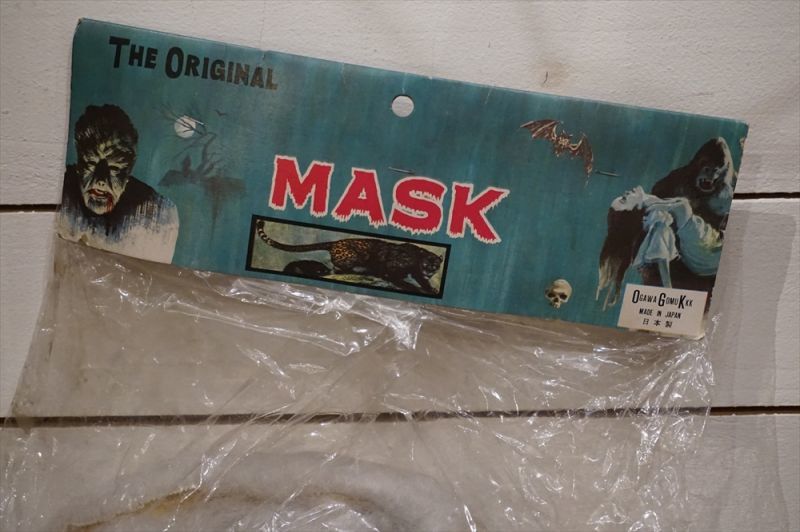 THE ORIGINAL
MASK
OGAWA GOMU KKK
MADE IN JAPAN
日本製